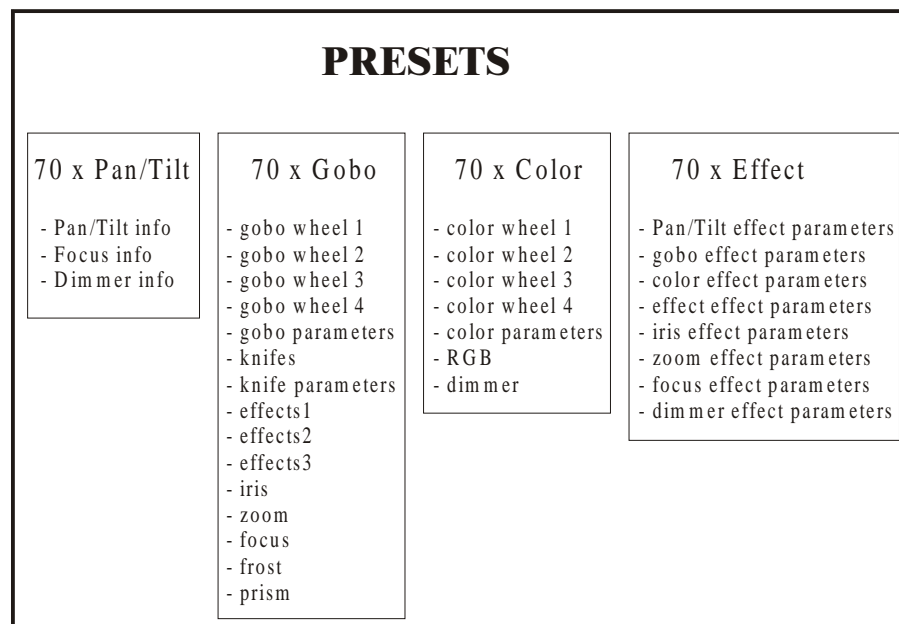 PRESETS
70 x Pan/Tilt
- Pan/Tilt info
- Focus info
- Dimmer info
70 x Gobo
- gobo wheel 1
- gobo wheel 2
- gobo wheel 3
- gobo wheel 4
- gobo parameters
- knifes
- knife parameters
- effects1
- effects2
- effects3
- iris
- zoom
- focus
- frost
- prism
70 x Color
- color wheel 1
- color wheel 2
- color wheel 3
- color wheel 4
- color parameters
- RGB
- dimmer
70 x Effect
- Pan/Tilt effect parameters
- gobo effect parameters
- color effect parameters
- effect effect parameters
- iris effect parameters
- zoom effect parameters
- focus effect parameters
- dimmer effect parameters